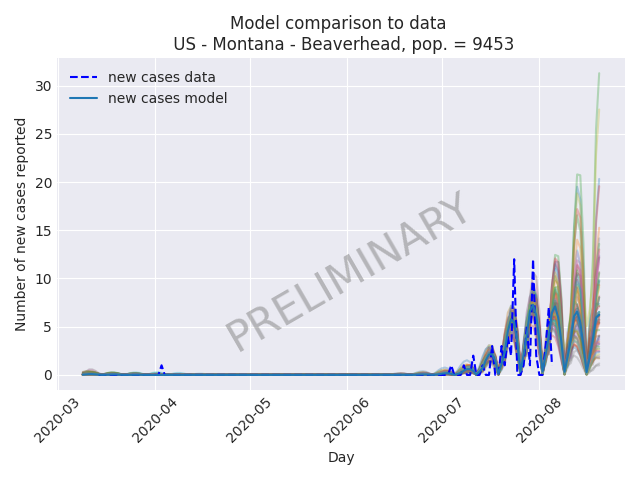 Model comparison to data
US - Montana - Beaverhead, pop. = 9453
new cases data
new cases model
Number of new cases reported
30
25
20
15
10
5
0
PRELIMINARY
2020-03
2020-04
2020-05
2020-06
2020-07
2020-08
Day